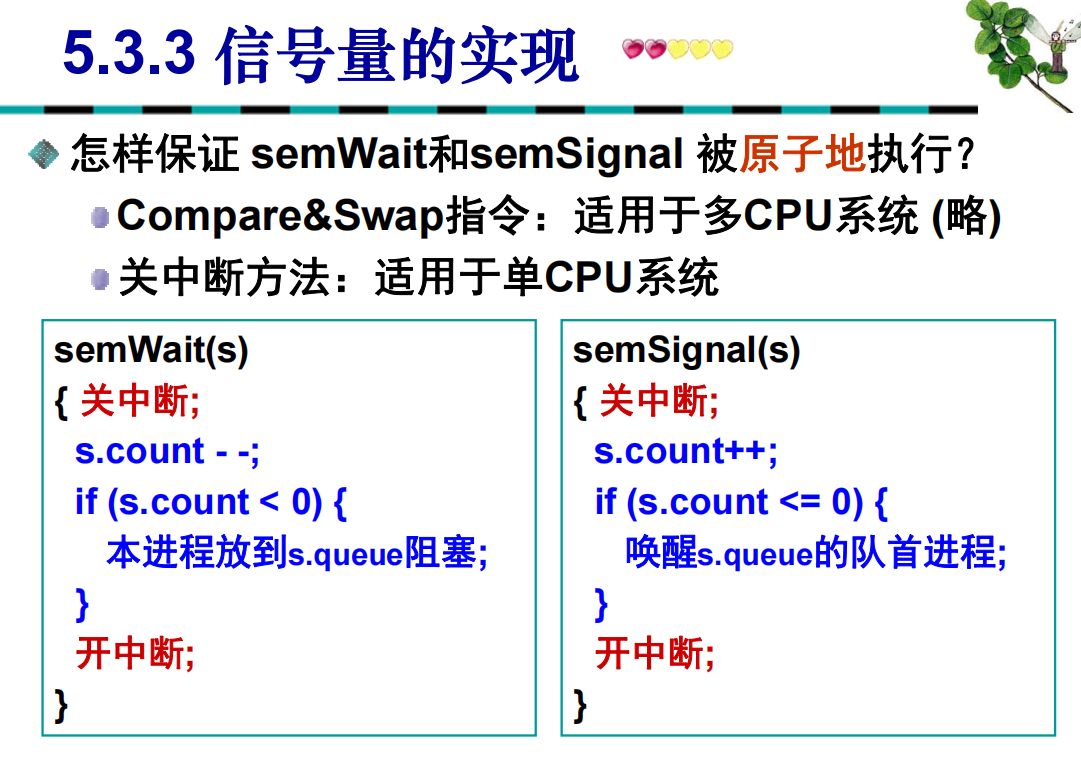 5.3.3 信号量的实现
怎样保证 semWait和semSignal 被原子地执行？
Compare&Swap指令：适用于多CPU系统 (略)
关中断方法：适用于单CPU系统
semWait(s)
{ 关中断;
s.count - -;
if (s.count < 0) {
本进程放到s.queue阻塞;
}
开中断;
}
semSignal(s)
{ 关中断;
s.count++;
if (s.count <= 0) {
唤醒s.queue的队首进程;
}
开中断;
}